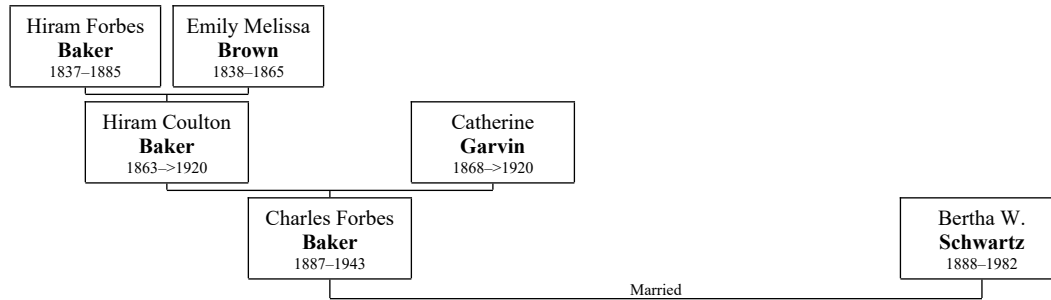 Hiram Forbes
Baker
1837–1885
Emily Melissa
Brown
1838–1865
Hiram Coulton
Baker
1863–>1920
Catherine
Garvin
1868–>1920
Charles Forbes
Baker
1887–1943
Bertha W.
Schwartz
1888–1982
Married